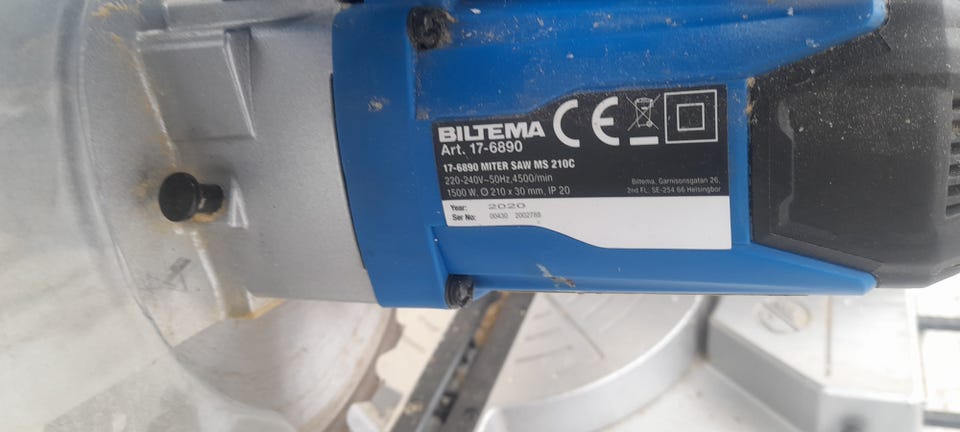 BILTEMA
Art. 17-6890
CE
17-6890 MITER SAW MS 210C
220-240V~50Hz, 4500/min
1500 W, Ø 210 x 30 mm, IP 20
Biltema, Garnisonsgatan 26,
2nd FL. SE-254 66 Helsingbor
Year: 2020
Ser No: 00430 2002788